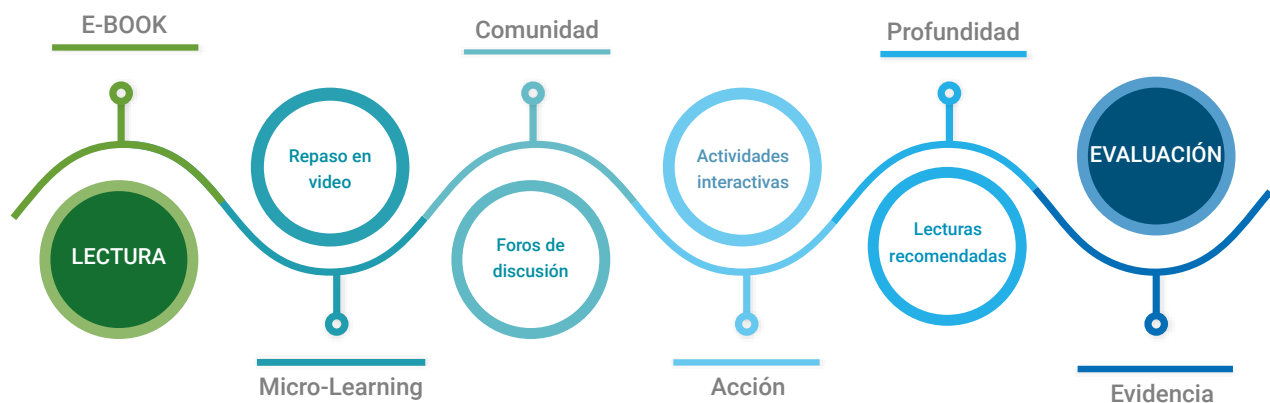 E-BOOK
LECTURA
Repaso en
video
Micro-Learning
Comunidad
Foros de
discusión
Actividades
interactivas
Acción
Profundidad
Lecturas
recomendadas
EVALUACIÓN
Evidencia